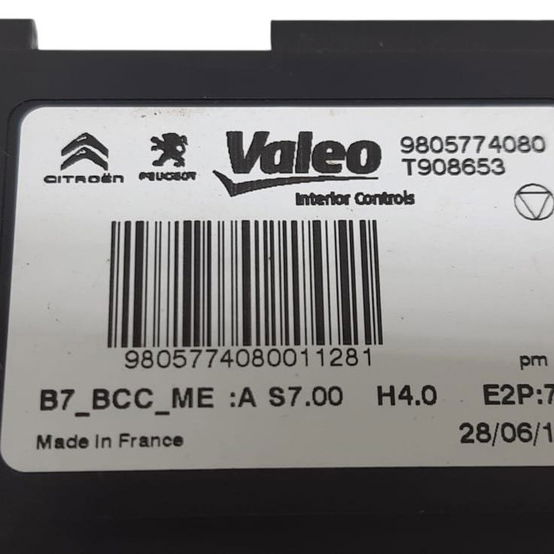 CITROËN PEUGEOT Valeo 9805774080
T908653
Interior Controls
9805774080011281
pm
B7_BCC_ME :A S7.00 H4.0 E2P:7
Made In France 28/06/1